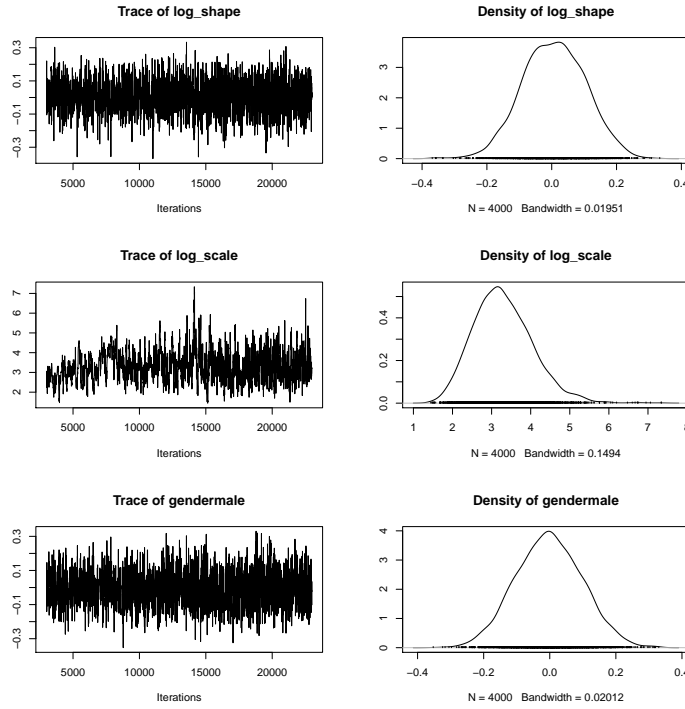 Trace of log_shape
0.3
0.1
−0.1
−0.3
5000 10000 15000 20000
Iterations
Density of log_shape
3
2
1
0
−0.4 −0.2 0.0 0.2 0.4
N = 4000 Bandwidth = 0.01951
Trace of log_scale
7
6
5
4
3
2
5000 10000 15000 20000
Iterations
Density of log_scale
0.4
0.2
0.0
1 2 3 4 5 6 7 8
N = 4000 Bandwidth = 0.1494
Trace of gendermale
0.3
0.1
−0.1
−0.3
5000 10000 15000 20000
Iterations
Density of gendermale
4
3
2
1
0
−0.4 −0.2 0.0 0.2 0.4
N = 4000 Bandwidth = 0.02012